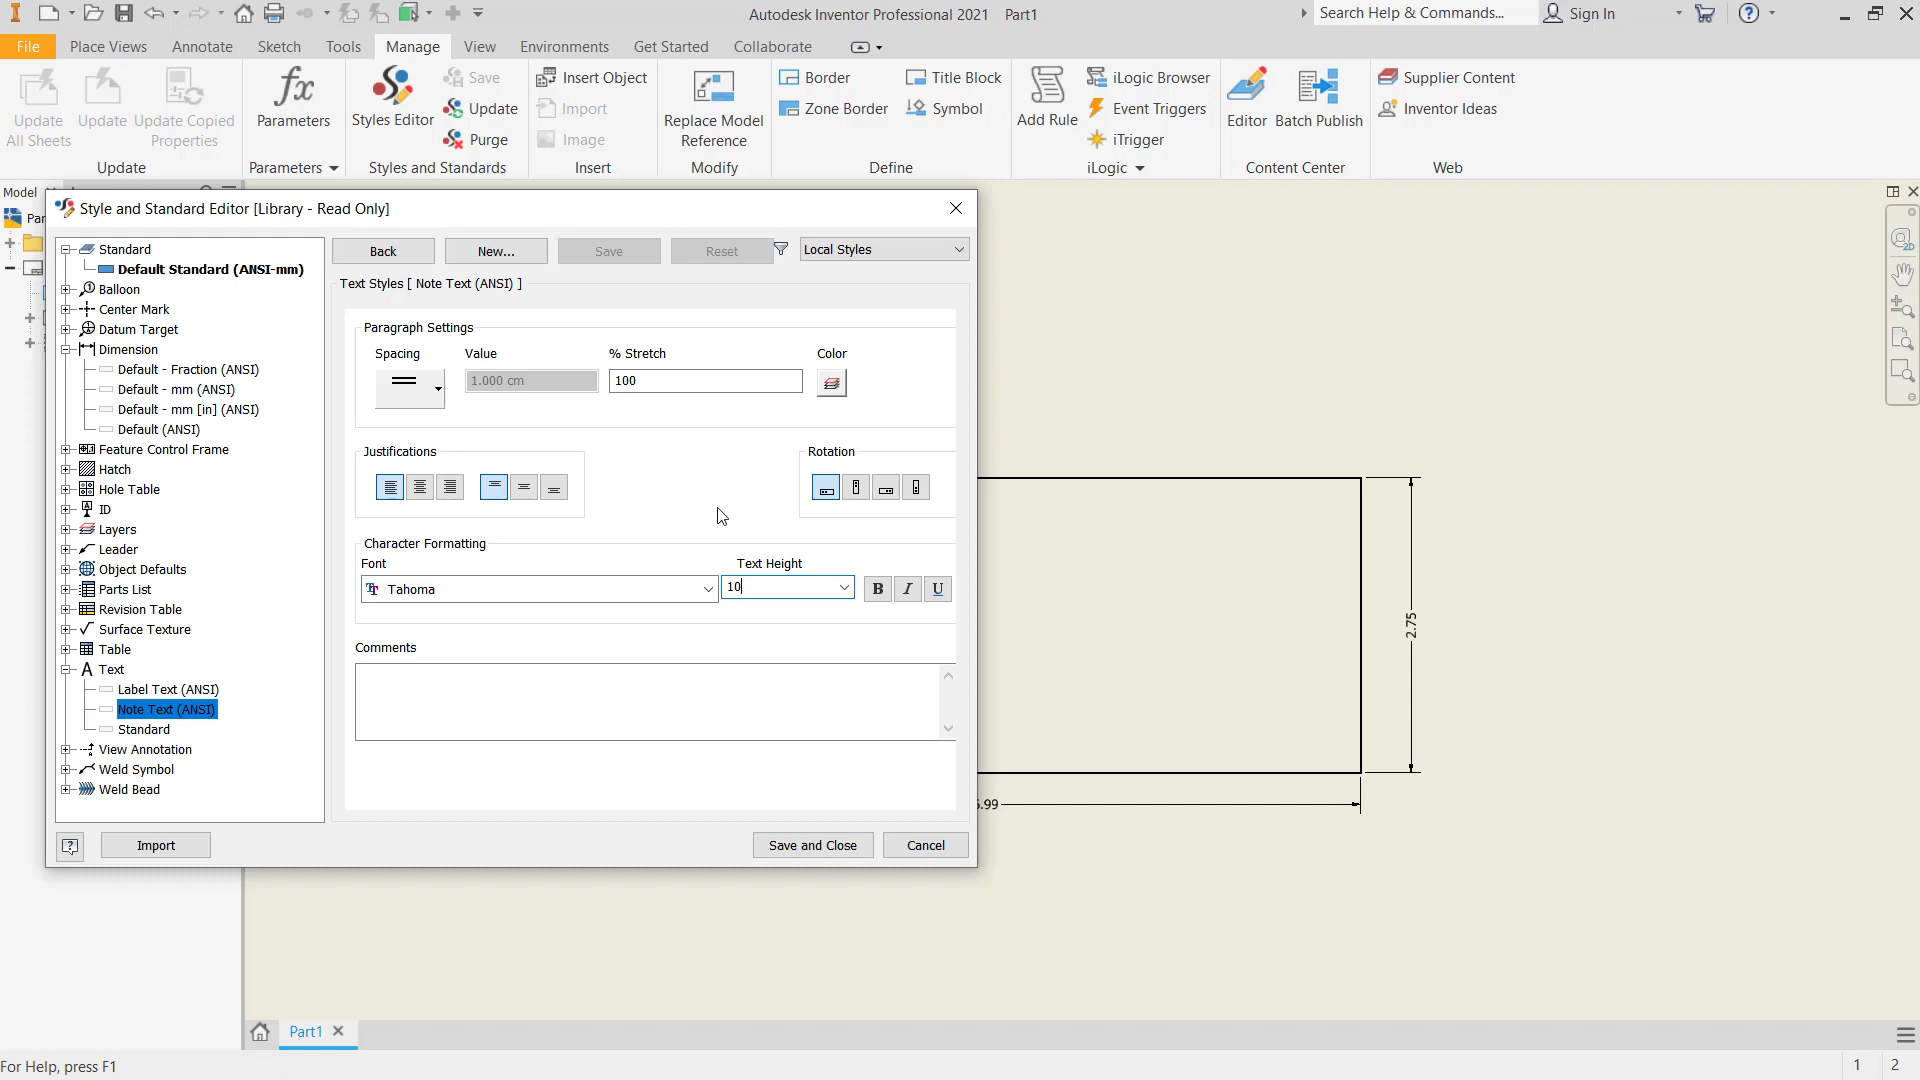 Autodesk Inventor Professional 2021 Part1
Search Help & Commands...
Sign In
File
Place Views
Annotate
Sketch
Tools
Manage
View
Environments
Get Started
Collaborate
Update All Sheets
Update
Update Copied Properties
Update
fx
Parameters
Parameters
Styles Editor
Save
Update
Purge
Styles and Standards
Insert Object
Import
Image
Insert
Replace Model Reference
Modify
Border
Zone Border
Title Block
Symbol
Define
Add Rule
iLogic Browser
Event Triggers
iTrigger
iLogic
Editor
Batch Publish
Content Center
Supplier Content
Inventor Ideas
Web
Model
Par
Style and Standard Editor [Library - Read Only]
Standard
Default Standard (ANSI-mm)
Balloon
Center Mark
Datum Target
Dimension
Default - Fraction (ANSI)
Default - mm (ANSI)
Default - mm [in] (ANSI)
Default (ANSI)
Feature Control Frame
Hatch
Hole Table
ID
Layers
Leader
Object Defaults
Parts List
Revision Table
Surface Texture
Table
Text
Label Text (ANSI)
Note Text (ANSI)
Standard
View Annotation
Weld Symbol
Weld Bead
Back
New...
Save
Reset
Local Styles
Text Styles [ Note Text (ANSI) ]
Paragraph Settings
Spacing
Value
% Stretch
Color
1.000 cm
100
Justifications
Rotation
Character Formatting
Font
Text Height
Tahoma
10
B
I
U
Comments
Import
Save and Close
Cancel
2.75
.99
Part1
For Help, press F1
1
2